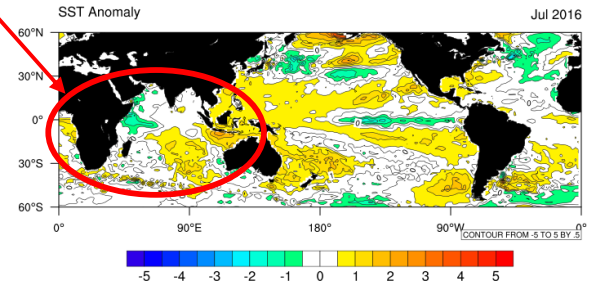 SST Anomaly Jul 2016
60°N
30°N
0°
30°S
60°S
0° 90°E 180° 90°W 0°
CONTOUR FROM -5 TO 5 BY .5
-5 -4 -3 -2 -1 0 1 2 3 4 5